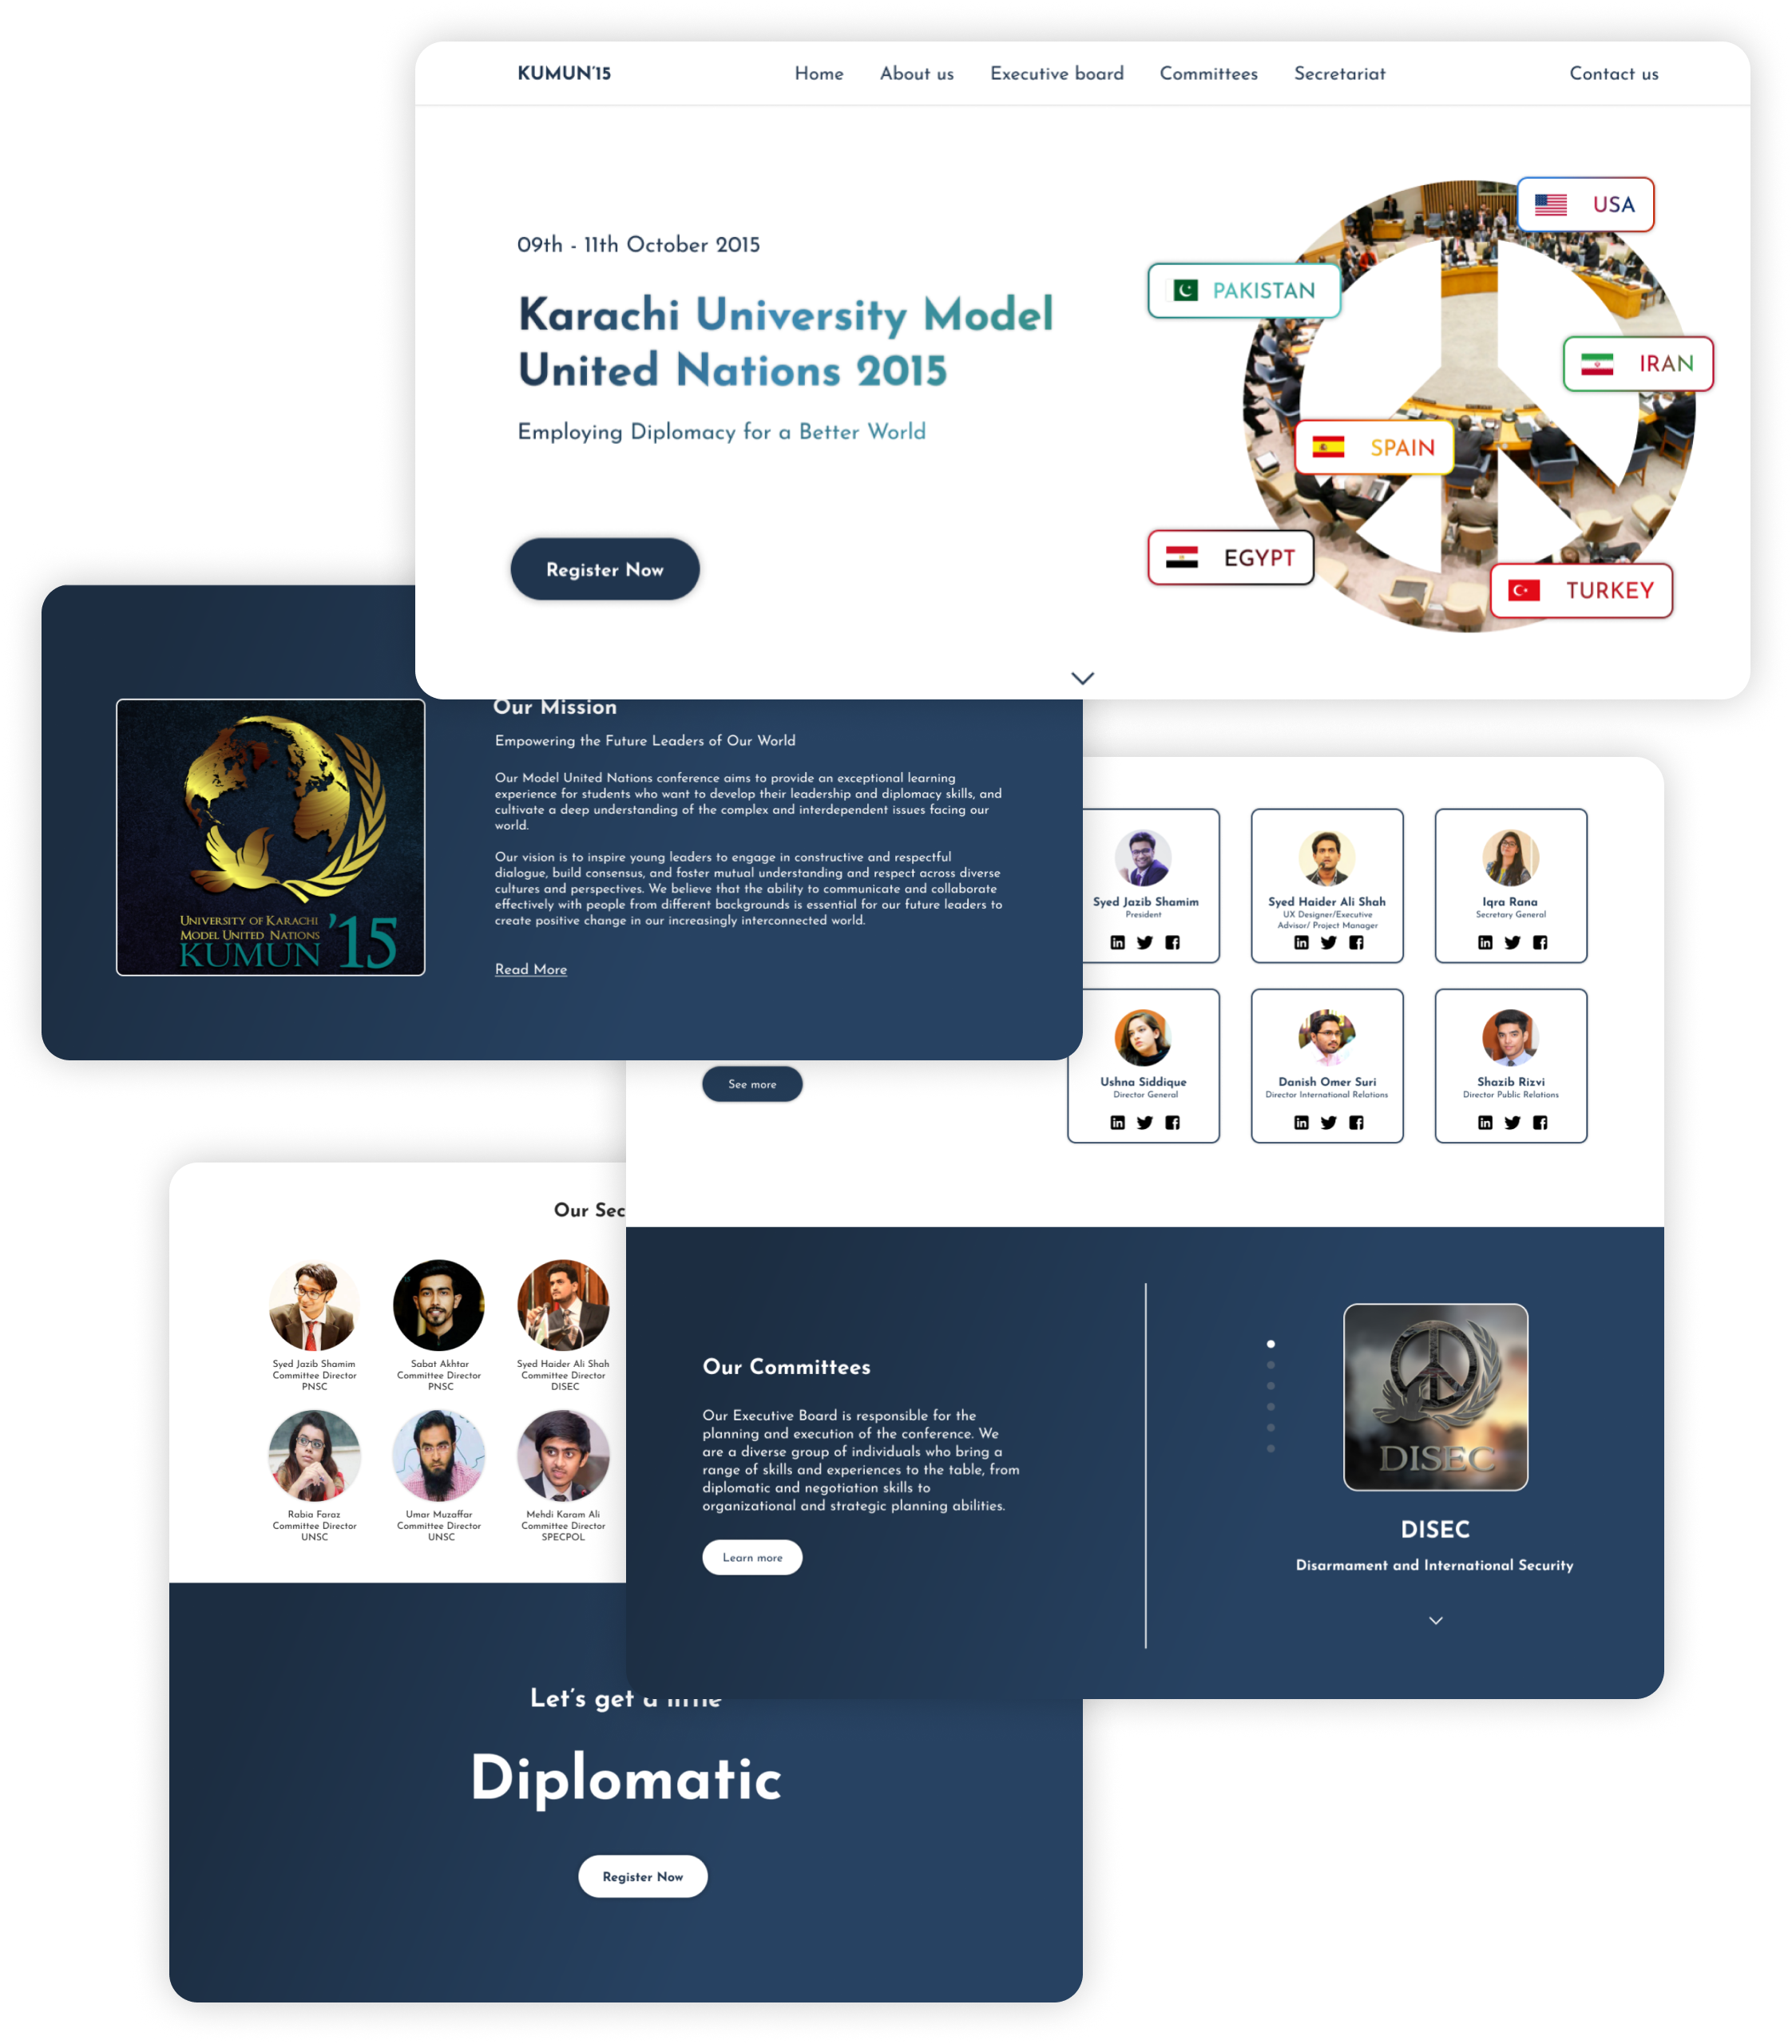 KUMUN'15
Home
About us
Executive board
Committees
Secretariat
Contact us
09th - 11th October 2015
Karachi University Model
United Nations 2015
Employing Diplomacy for a Better World
Register Now
USA
PAKISTAN
IRAN
SPAIN
EGYPT
TURKEY
UNIVERSITY OF KARACHI
MODEL UNITED NATIONS
KUMUN '15
Our Mission
Empowering the Future Leaders of Our World
Our Model United Nations conference aims to provide an exceptional learning
experience for students who want to develop their leadership and diplomacy skills, and
cultivate a deep understanding of the complex and interdependent issues facing our
world.
Our vision is to inspire young leaders to engage in constructive and respectful
dialogue, build consensus, and foster mutual understanding and respect across diverse
cultures and perspectives. We believe that the ability to communicate and collaborate
effectively with people from different backgrounds is essential for our future leaders to
create positive change in our increasingly interconnected world.
Read More
Syed Jazib Shamim
President
Syed Haider Ali Shah
UX Designer/Executive
Advisor/ Project Manager
Iqra Rana
Secretary General
Ushna Siddique
Director General
Danish Omer Suri
Director International Relations
Shazib Rizvi
Director Public Relations
See more
Our Committees
Our Executive Board is responsible for the
planning and execution of the conference. We
are a diverse group of individuals who bring a
range of skills and experiences to the table, from
diplomatic and negotiation skills to
organizational and strategic planning abilities.
Learn more
DISEC
DISEC
Disarmament and International Security
Our Sec
Syed Jazib Shamim
Committee Director
PNSC
Sabat Akhtar
Committee Director
PNSC
Syed Haider Ali Shah
Committee Director
DISEC
Rabia Faraz
Committee Director
UNSC
Umar Muzaffar
Committee Director
UNSC
Mehdi Karam Ali
Committee Director
SPECPOL
Let's get a little
Diplomatic
Register Now